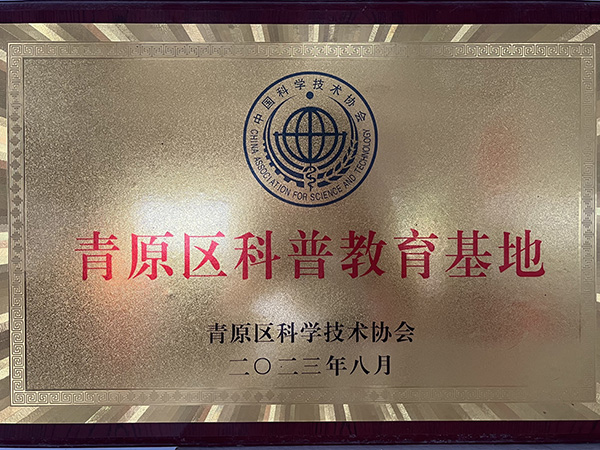 中国科学技术协会
CHINA ASSOCIATION FOR SCIENCE AND TECHNOLOGY
青原区科普教育基地
青原区科学技术协会
二〇二三年八月